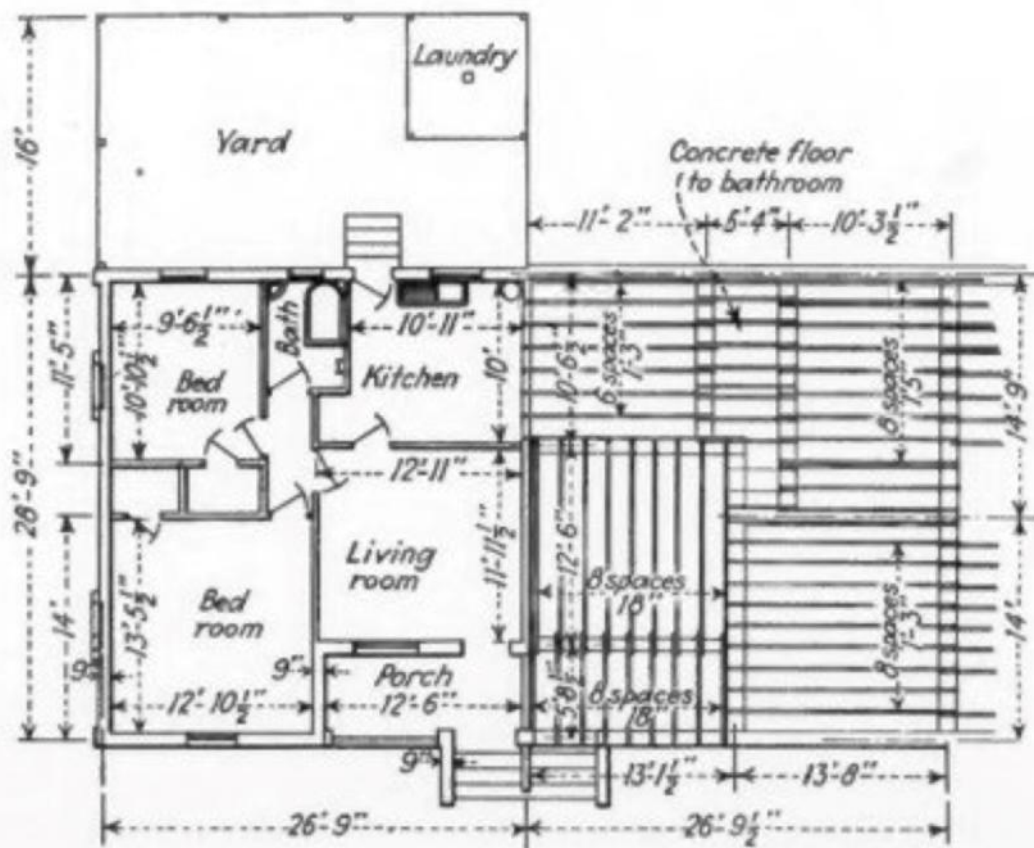 Laundry
Yard
16'
Concrete floor
to bathroom
11'-2"
5'-4"
10'-3½"
9'-6½"
Bath
10'-11"
11'-5"
10'-10½"
Bed
room
Kitchen
10'
10'-6½"
6 spaces
1'-3"
8 spaces
1'5
14'-9"
28'-9"
12'-11"
Living
room
11'-11½"
12'-6"
8 spaces
18"
14'
13'-5½"
Bed
room
9"
9"
12'-10½"
Porch
12'-6"
5'8½"
8 spaces
18"
8 spaces
1'-3"
14'
9"
13'-1½"
13'-8"
26'-9"
26'-9½"